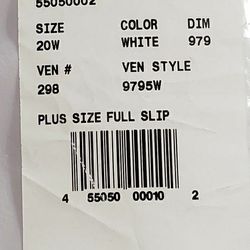 55050002
SIZE COLOR DIM
20W WHITE 979
VEN # VEN STYLE
298 9795W
PLUS SIZE FULL SLIP
4 55050 00010 2